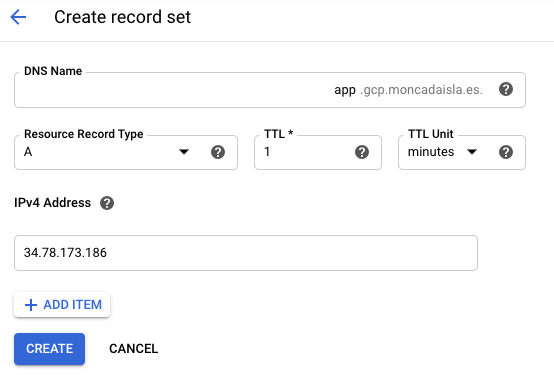 Create record set
DNS Name
app .gcp.moncadaisla.es.
Resource Record Type
TTL *
TTL Unit
A
1
minutes
IPv4 Address
34.78.173.186
ADD ITEM
CREATE
CANCEL